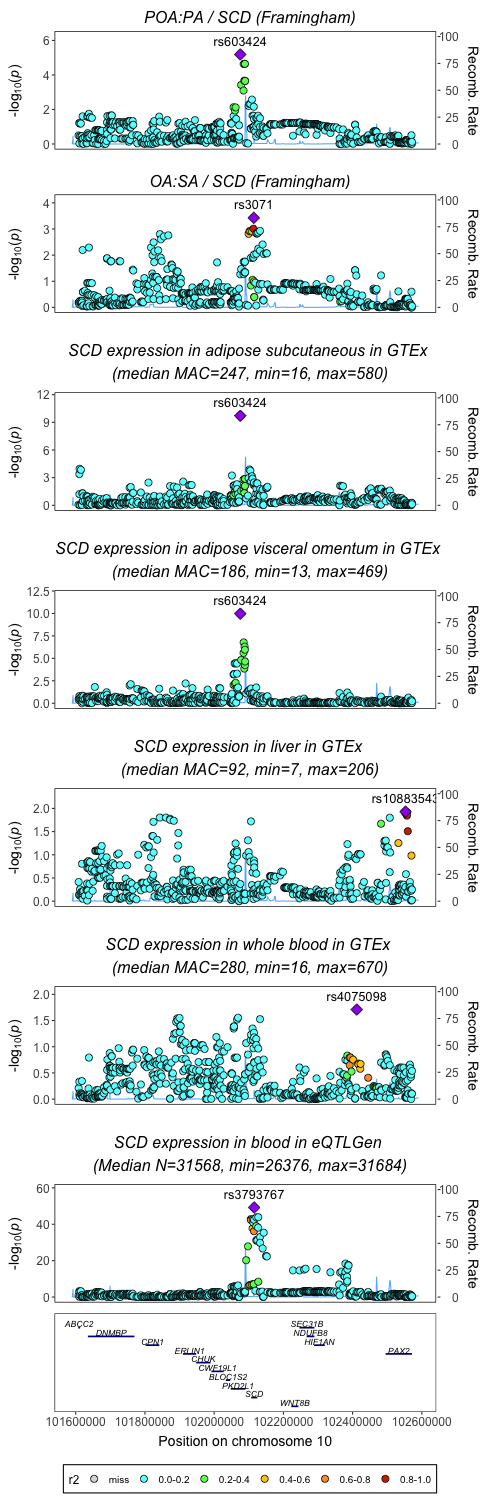 POA:PA / SCD (Framingham)
rs603424
6
4
2
0
-log10(p)
100
75
50
25
0
Recomb. Rate
OA:SA / SCD (Framingham)
rs3071
4
3
2
1
0
-log10(p)
100
75
50
25
0
Recomb. Rate
SCD expression in adipose subcutaneous in GTEx
(median MAC=247, min=16, max=580)
rs603424
12
9
6
3
0
-log10(p)
100
75
50
25
0
Recomb. Rate
SCD expression in adipose visceral omentum in GTEx
(median MAC=186, min=13, max=469)
rs603424
12.5
10.0
7.5
5.0
2.5
0.0
-log10(p)
100
75
50
25
0
Recomb. Rate
SCD expression in liver in GTEx
(median MAC=92, min=7, max=206)
rs10883543
2.0
1.5
1.0
0.5
0.0
-log10(p)
100
75
50
25
0
Recomb. Rate
SCD expression in whole blood in GTEx
(median MAC=280, min=16, max=670)
rs4075098
2.0
1.5
1.0
0.5
0.0
-log10(p)
100
75
50
25
0
Recomb. Rate
SCD expression in blood in eQTLGen
(Median N=31568, min=26376, max=31684)
rs3793767
60
40
20
0
-log10(p)
100
75
50
25
0
Recomb. Rate
ABCC2
SEC31B
DNMBP
NDUFB8
CPN1
HIF1AN
ERLIN1
PAX2
CHUK
CWF19L1
BLOC1S2
PKD2L1
SCD
WNT8B
101600000 101800000 102000000 102200000 102400000 102600000
Position on chromosome 10
r2 miss 0.0-0.2 0.2-0.4 0.4-0.6 0.6-0.8 0.8-1.0